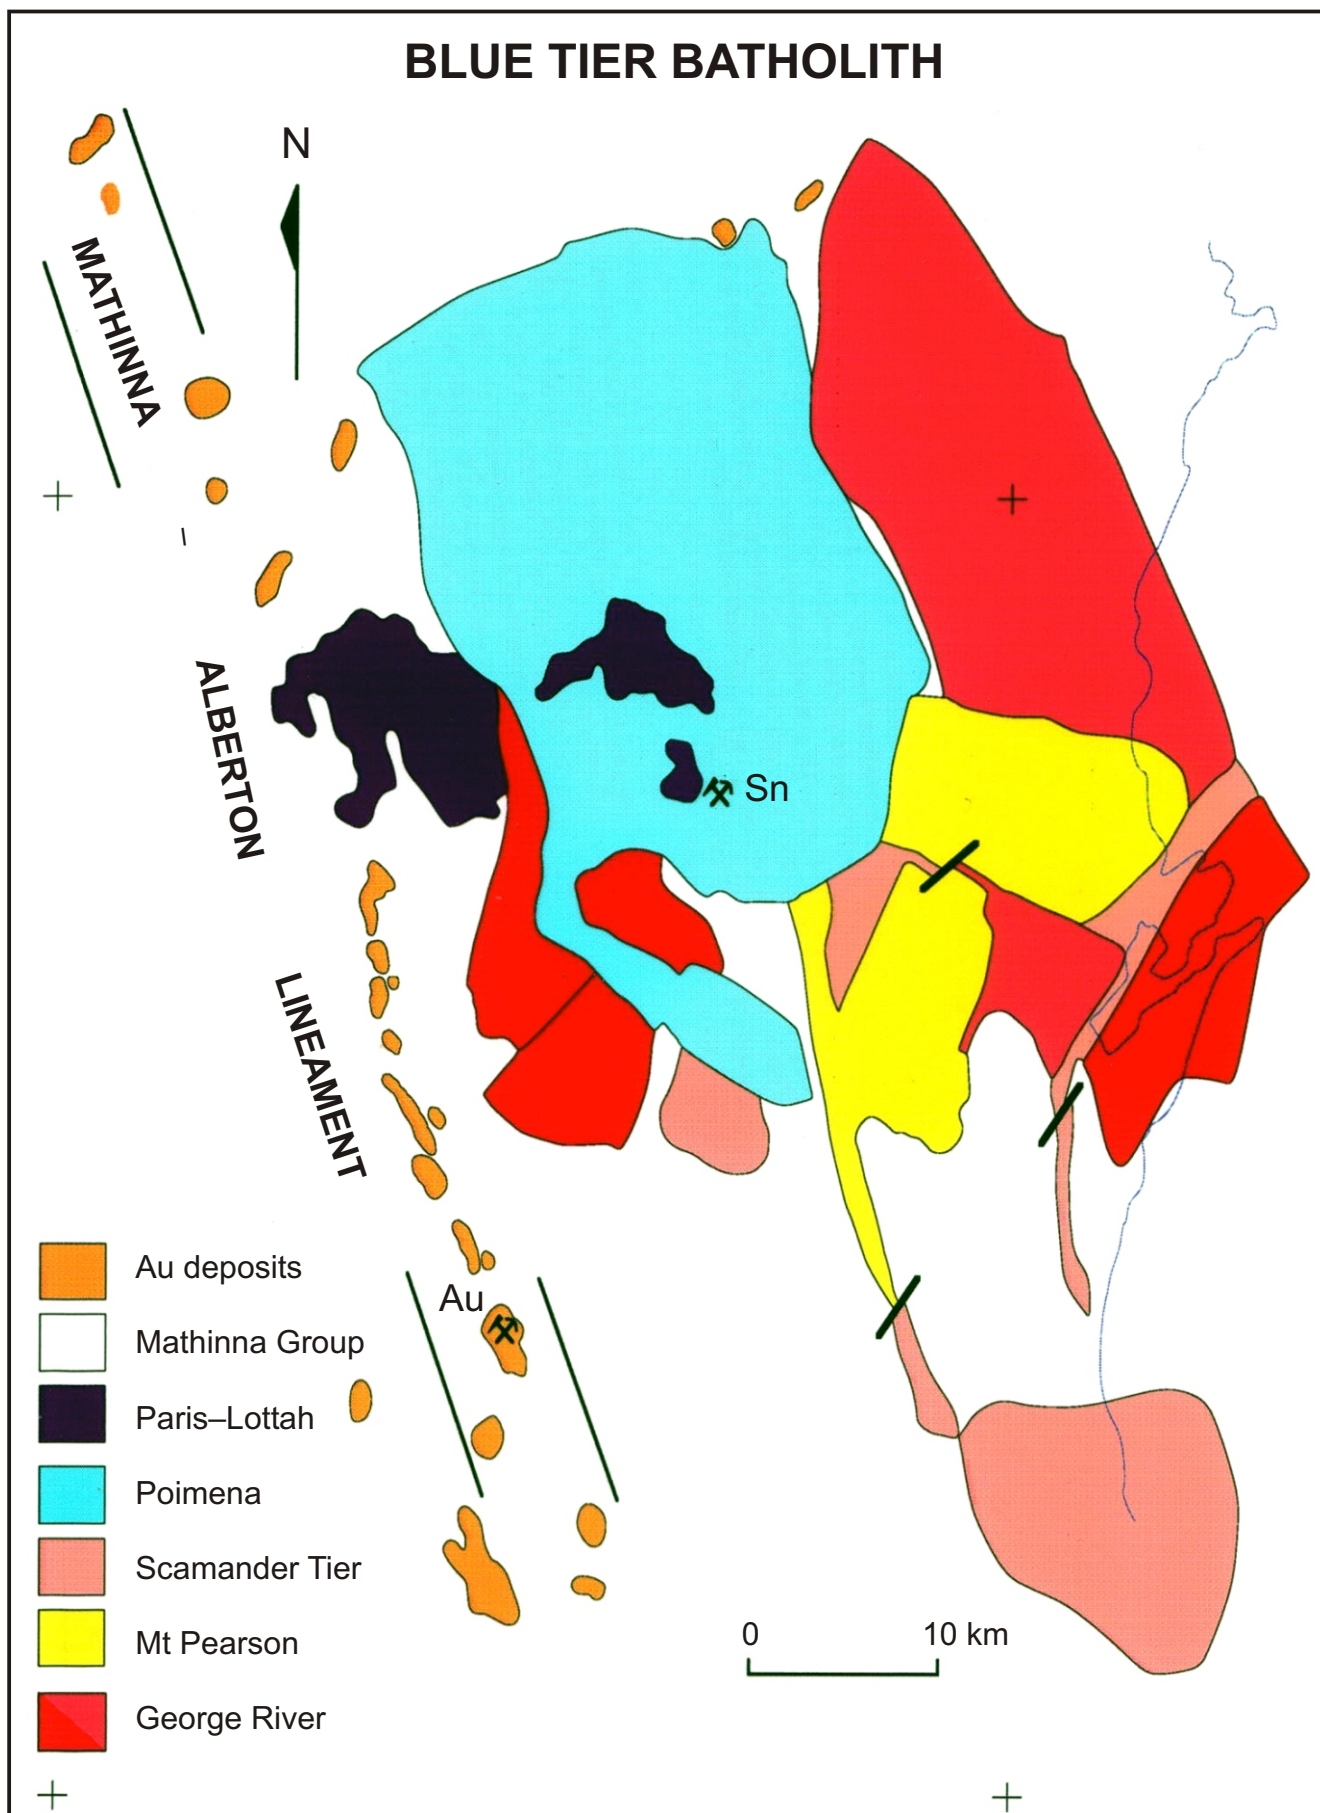 BLUE TIER BATHOLITH
N
MATHINNA
–
ALBERTON
LINEAMENT
Sn
Au
Au deposits
Mathinna Group
Paris–Lottah
Poimena
Scamander Tier
Mt Pearson
George River
0 10 km